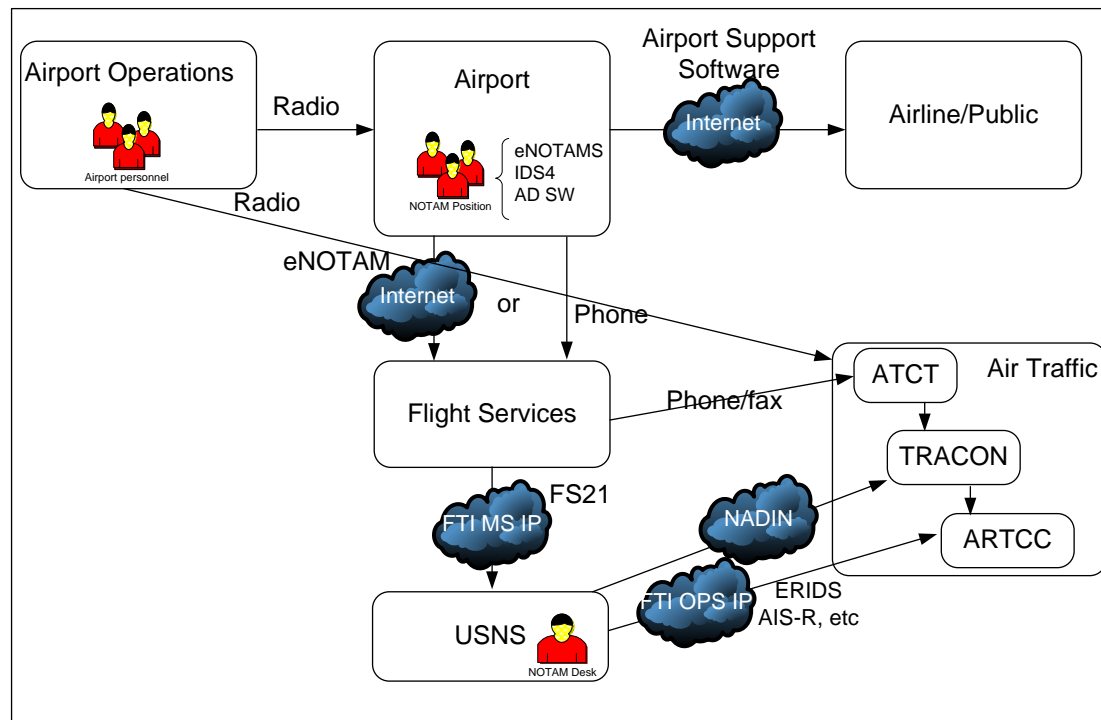 Airport Operations
Airport personnel
Radio
Airport
NOTAM Position
eNOTAMS
IDS4
AD SW
Airport Support
Software
Internet
Airline/Public
Radio
eNOTAM
Internet
or
Phone
Flight Services
Phone/fax
Air Traffic
ATCT
TRACON
ARTCC
FS21
FTI MS IP
NADIN
FTI OPS IP
ERIDS
AIS-R, etc
USNS
NOTAM Desk